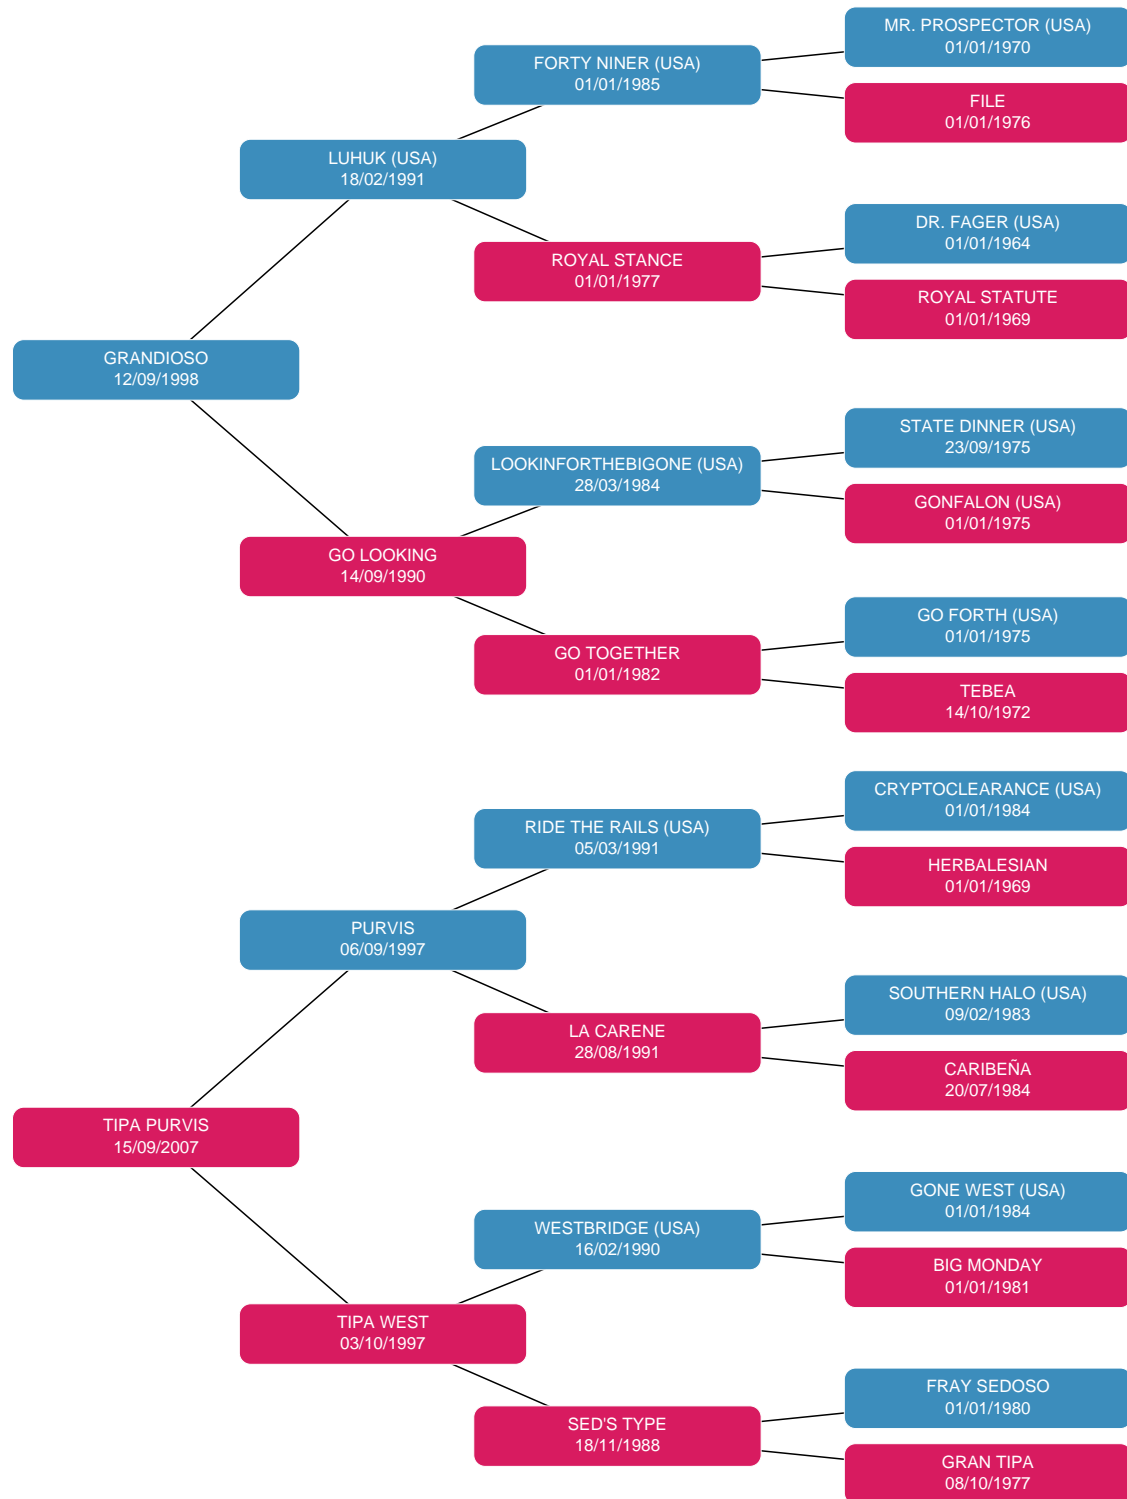 MR. PROSPECTOR (USA)
01/01/1970
FORTY NINER (USA)
01/01/1985
FILE
01/01/1976
LUHUK (USA)
18/02/1991
DR. FAGER (USA)
01/01/1964
ROYAL STANCE
01/01/1977
ROYAL STATUTE
01/01/1969
GRANDIOSO
12/09/1998
STATE DINNER (USA)
23/09/1975
LOOKINFORTHEBIGONE (USA)
28/03/1984
GONFALON (USA)
01/01/1975
GO LOOKING
14/09/1990
GO FORTH (USA)
01/01/1975
GO TOGETHER
01/01/1982
TEBEA
14/10/1972
CRYPTOCLEARANCE (USA)
01/01/1984
RIDE THE RAILS (USA)
05/03/1991
HERBALESIAN
01/01/1969
PURVIS
06/09/1997
SOUTHERN HALO (USA)
09/02/1983
LA CARENE
28/08/1991
CARIBEÑA
20/07/1984
TIPA PURVIS
15/09/2007
GONE WEST (USA)
01/01/1984
WESTBRIDGE (USA)
16/02/1990
BIG MONDAY
01/01/1981
TIPA WEST
03/10/1997
FRAY SEDOSO
01/01/1980
SED'S TYPE
18/11/1988
GRAN TIPA
08/10/1977